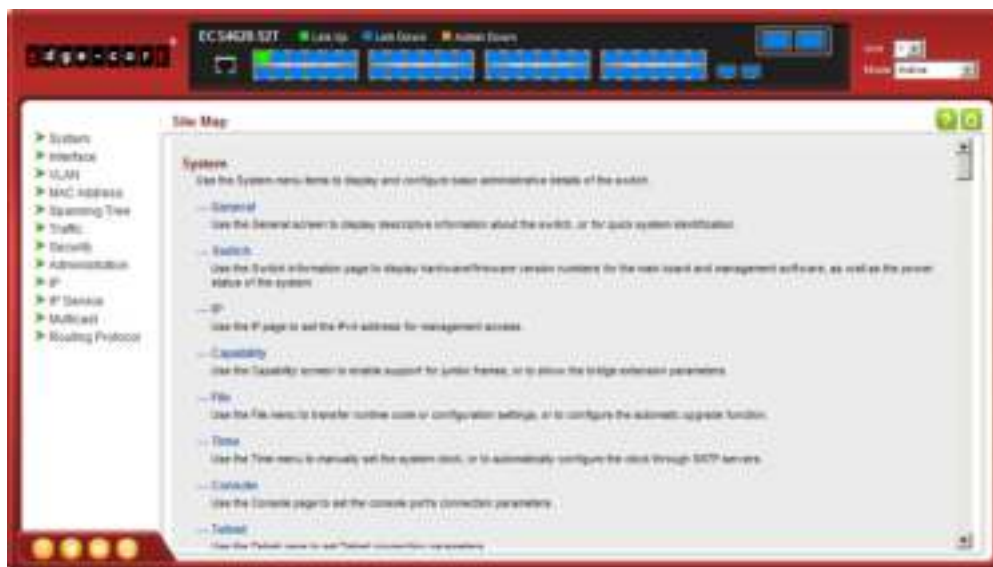 Edge-corE
ECS4620-52T Link Up Link Down Admin Down
Mode Active
Site Map
System
Interface
VLAN
MAC Address
Spanning Tree
Traffic
Security
Administration
IP
IP Service
Multicast
Routing Protocol
System
Use the System menu items to display and configure basic administrative details of the switch.
General
Use the General screen to display descriptive information about the switch, or for quick system identification.
Switch
Use the Switch information page to display hardware/firmware version numbers for the main board and management software, as well as the power
status of the system.
IP
Use the IP page to set the IPv4 address for management access.
Capability
Use the Capability screen to enable support for jumbo frames, or to show the bridge extension parameters.
File
Use the File menu to transfer runtime code or configuration settings, or to configure the automatic upgrade function.
Time
Use the Time menu to manually set the system clock, or to automatically configure the clock through SNTP servers.
Console
Use the Console page to set the console port's connection parameters.
Telnet
Use the Telnet page to set Telnet connection parameters.